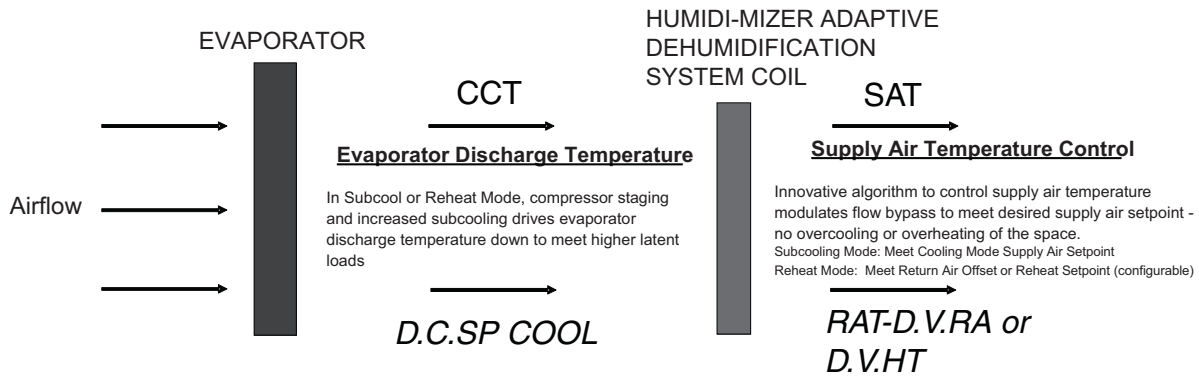 EVAPORATOR
HUMIDI-MIZER ADAPTIVE
DEHUMIDIFICATION
SYSTEM COIL
Airflow
CCT
Evaporator Discharge Temperature
In Subcool or Reheat Mode, compressor staging
and increased subcooling drives evaporator
discharge temperature down to meet higher latent
loads
D.C.SP COOL
SAT
Supply Air Temperature Control
Innovative algorithm to control supply air temperature
modulates flow bypass to meet desired supply air setpoint -
no overcooling or overheating of the space.
Subcooling Mode: Meet Cooling Mode Supply Air Setpoint
Reheat Mode: Meet Return Air Offset or Reheat Setpoint (configurable)
RAT-D.V.RA or
D.V.HT